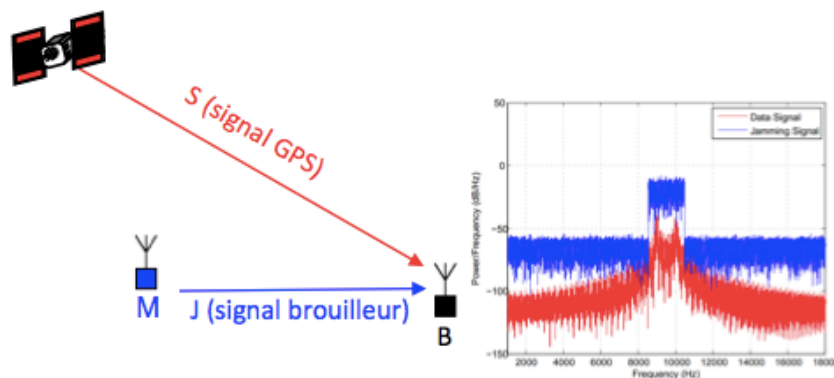 S (signal GPS)
M
J (signal brouilleur)
B
Data Signal
Jamming Signal
Power/Frequency (dB/Hz)
50
0
−50
−100
−150
2000 4000 6000 8000 10000 12000 14000 16000 1800
Frequency (Hz)